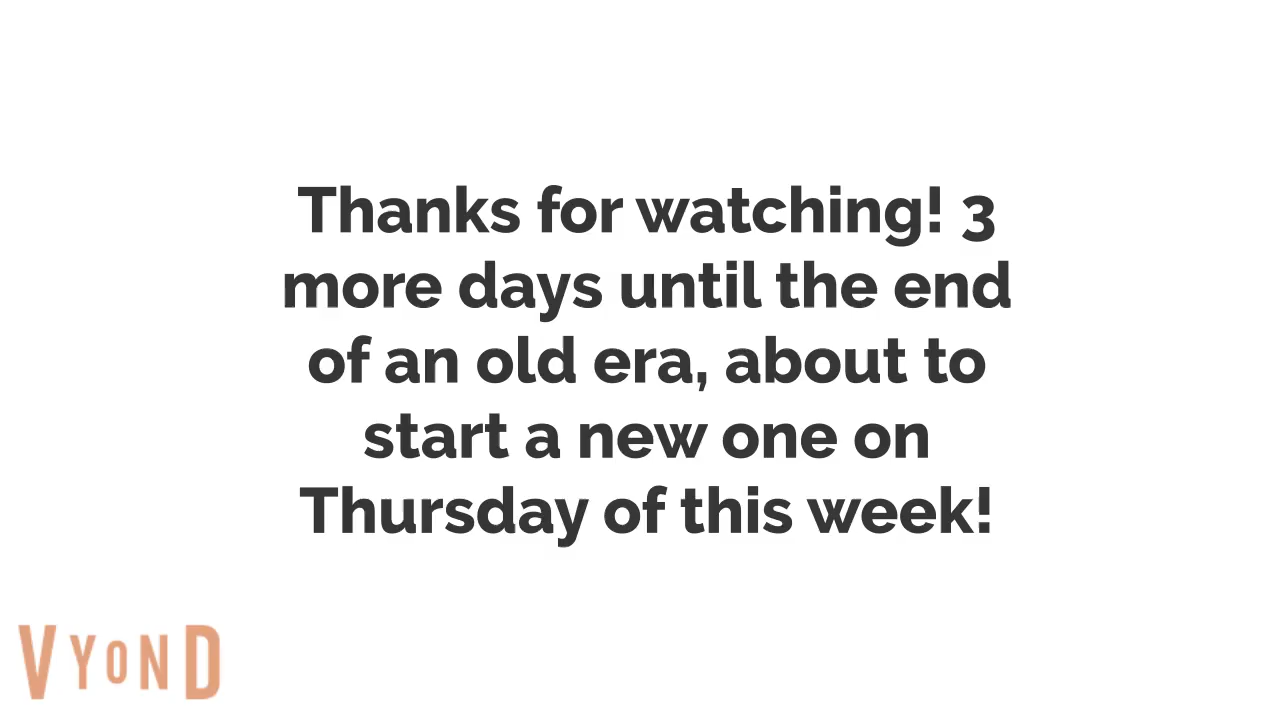 Thanks for watching! 3
more days until the end
of an old era, about to
start a new one on
Thursday of this week!
VYOND